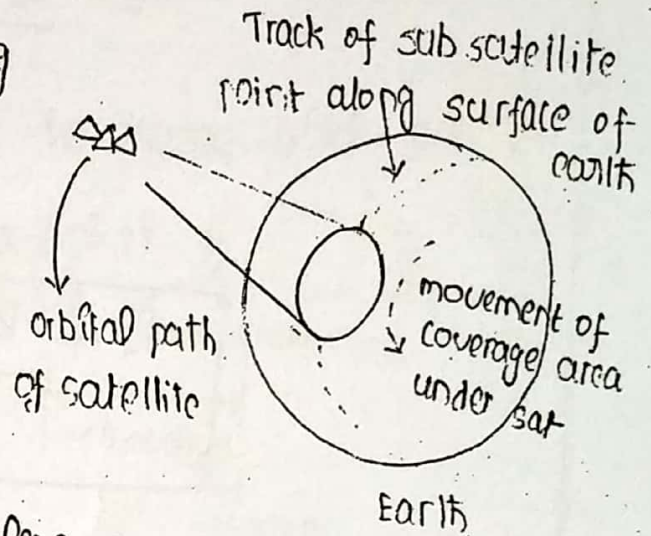 Track of sub satellite
point along surface of
earth
orbital path
of satellite
movement of
coverage area
under sat
Earth